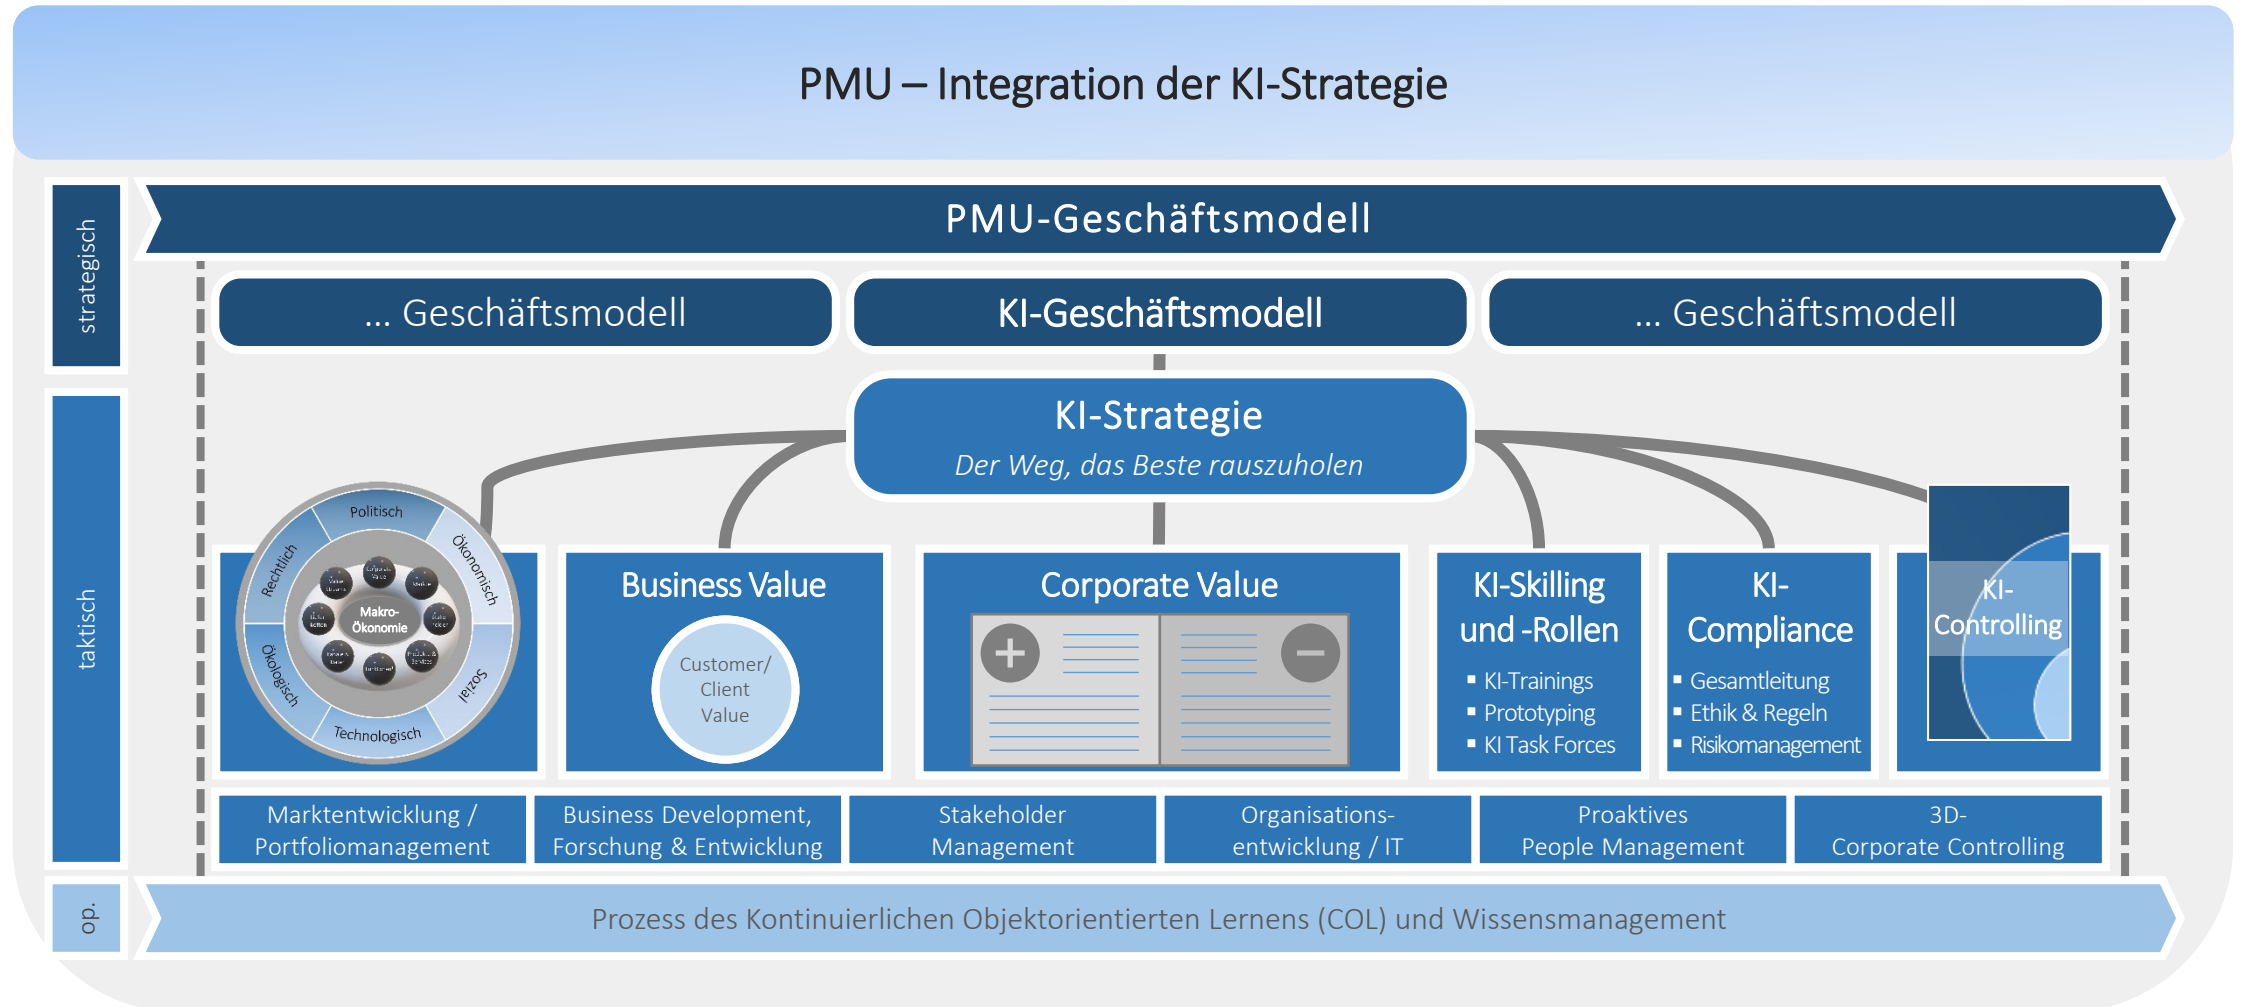 PMU – Integration der KI-Strategie
strategisch
PMU-Geschäftsmodell
... Geschäftsmodell
KI-Geschäftsmodell
... Geschäftsmodell
taktisch
KI-Strategie
Der Weg, das Beste rauszuholen
Politisch
Ökonomisch
Sozial
Technologisch
Ökologisch
Rechtlich
Corporate
Value
Märkte
Services
Makro-
Ökonomie
Business Value
Customer/
Client
Value
Corporate Value
+
−
KI-Skilling
und -Rollen
▪ KI-Trainings
▪ Prototyping
▪ KI Task Forces
KI-
Compliance
▪ Gesamtleitung
▪ Ethik & Regeln
▪ Risikomanagement
KI-
Controlling
Marktentwicklung /
Portfoliomanagement
Business Development,
Forschung & Entwicklung
Stakeholder
Management
Organisations-
entwicklung / IT
Proaktives
People Management
3D-
Corporate Controlling
op.
Prozess des Kontinuierlichen Objektorientierten Lernens (COL) und Wissensmanagement